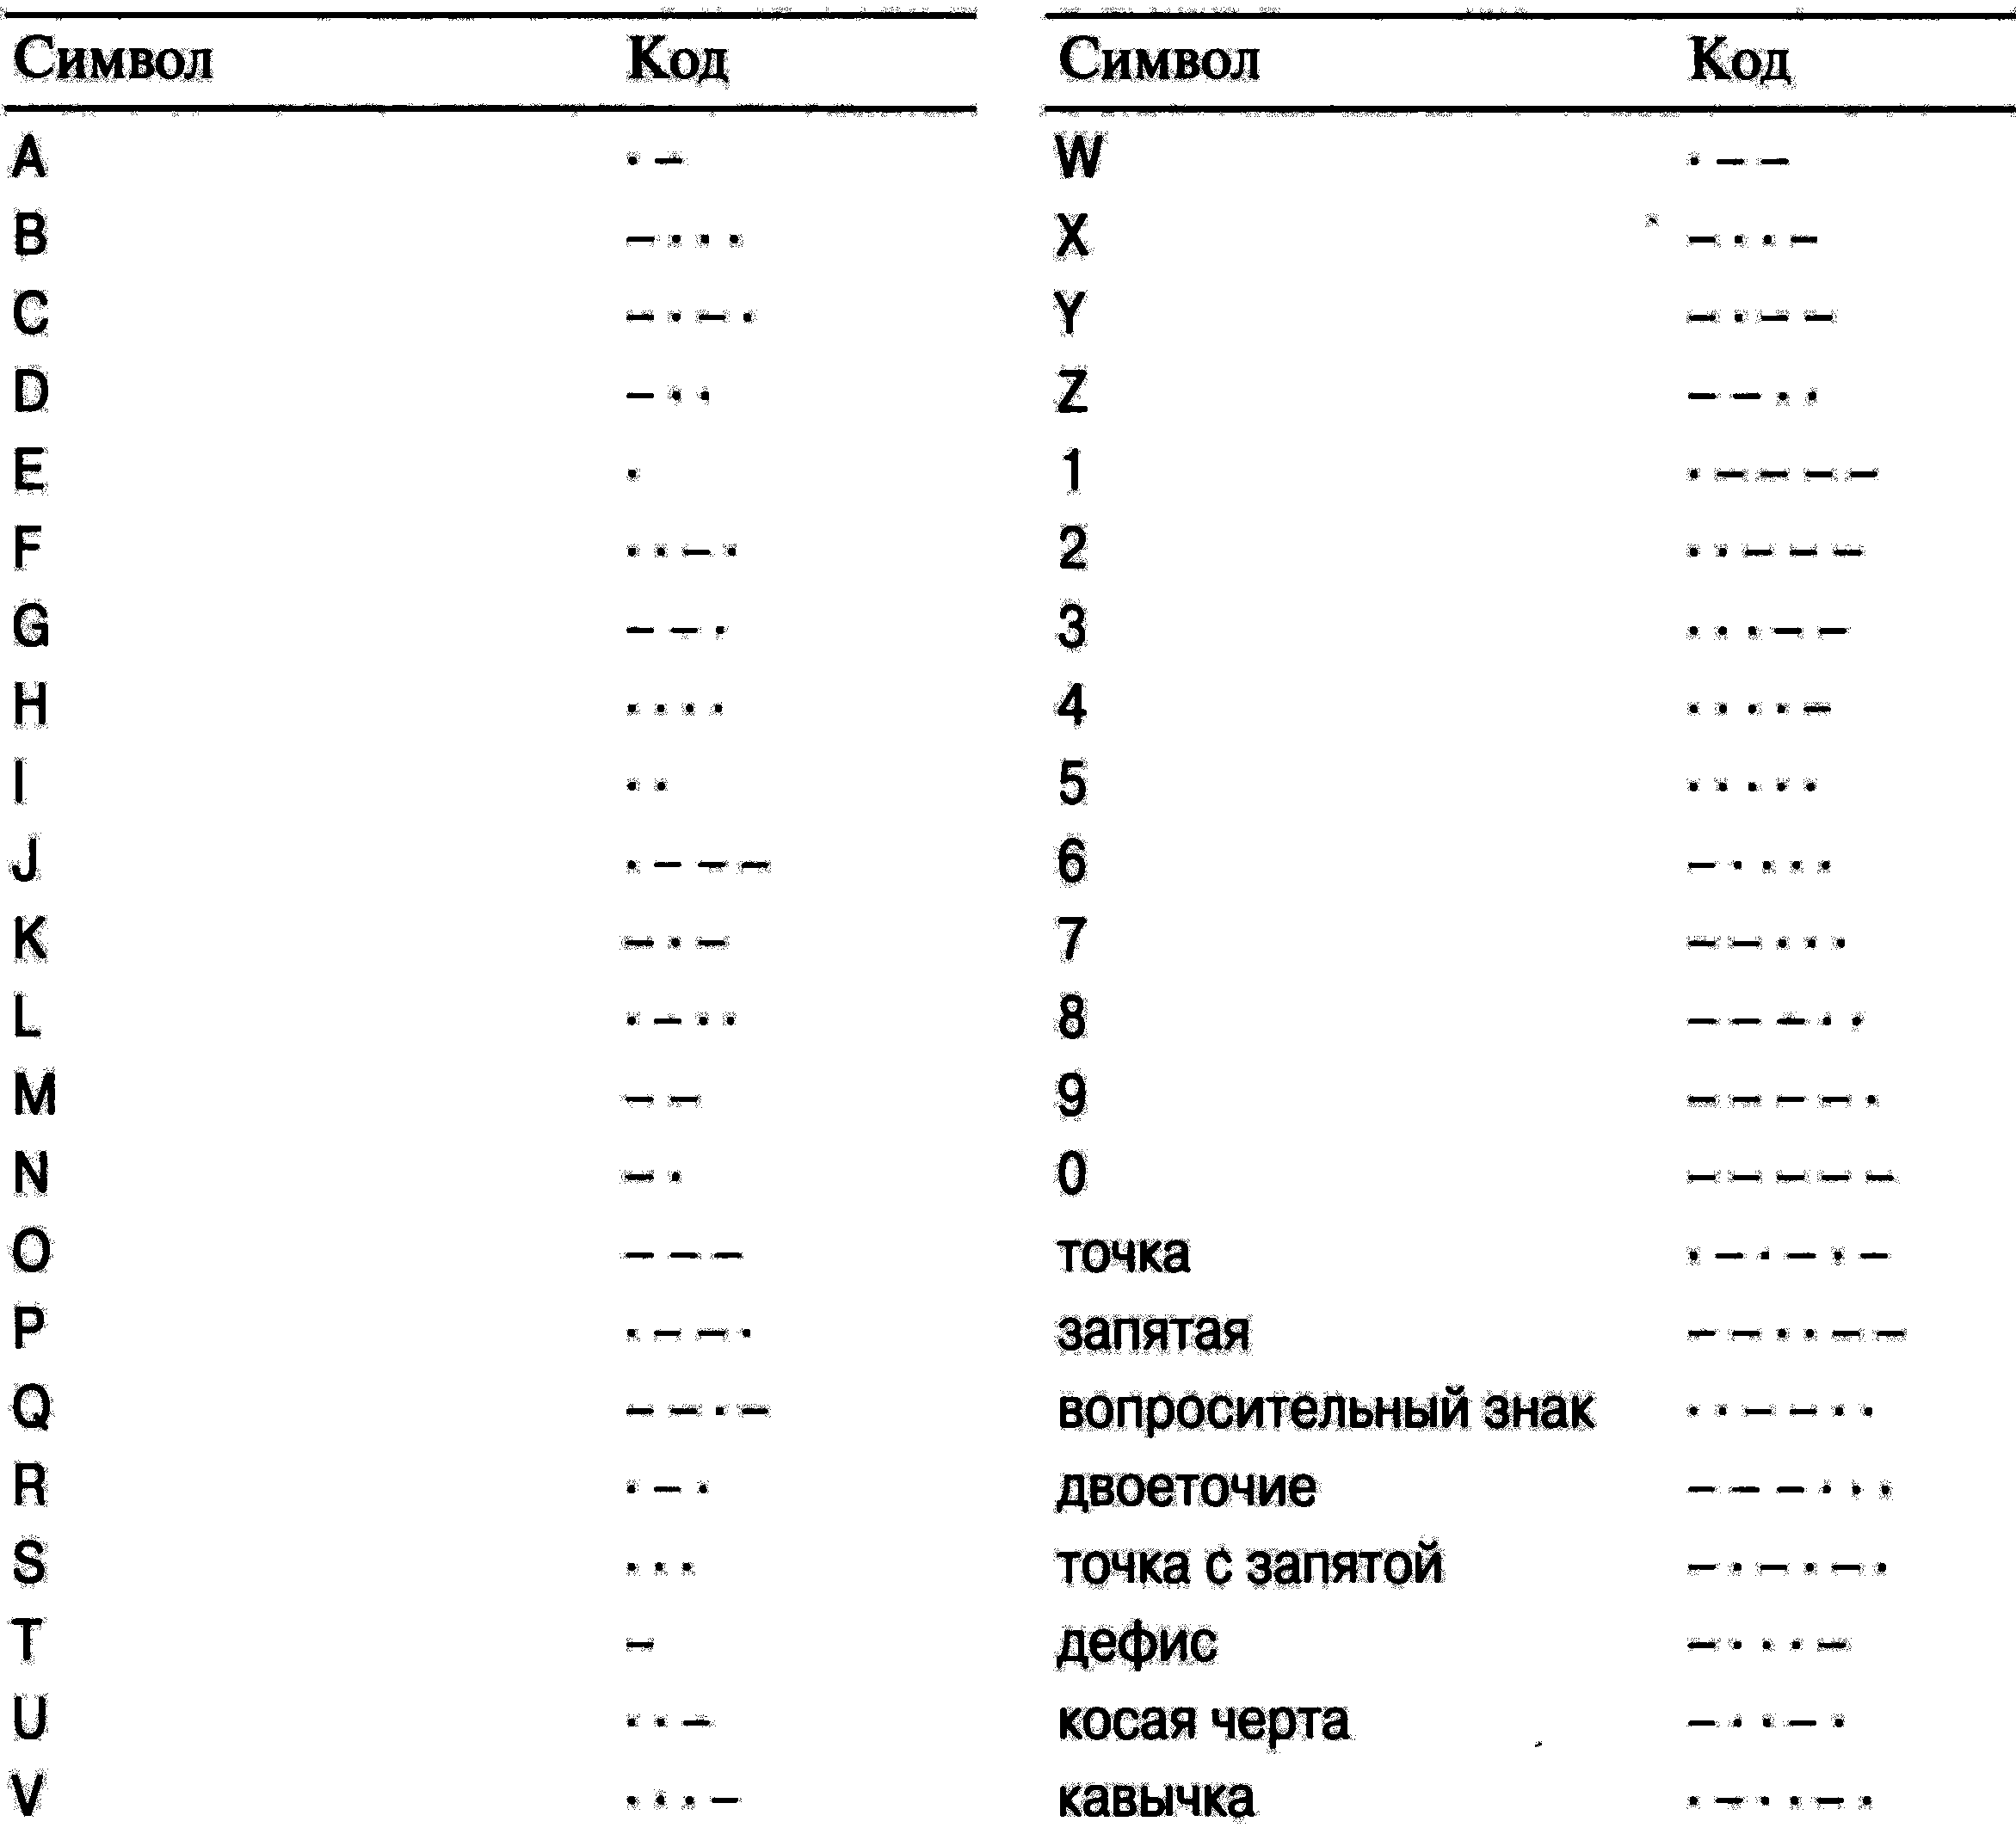 Символ Код
A · –
B – · · ·
C – · – ·
D – · ·
E ·
F · · – ·
G – – ·
H · · · ·
I · ·
J · – – –
K – · –
L · – · ·
M – –
N – ·
O – – –
P · – – ·
Q – – · –
R · – ·
S · · ·
T –
U · · –
V · · · –
Символ Код
W · – –
X – · · –
Y – · – –
Z – – · ·
1 · – – – –
2 · · – – –
3 · · · – –
4 · · · · –
5 · · · · ·
6 – · · · ·
7 – – · · ·
8 – – – · ·
9 – – – – ·
0 – – – – –
точка · – · – · –
запятая – – · · – –
вопросительный знак · · – – · ·
двоеточие – – – · · ·
точка с запятой – · – · – ·
дефис – · · · –
косая черта – · · – ·
кавычка · – · · – ·